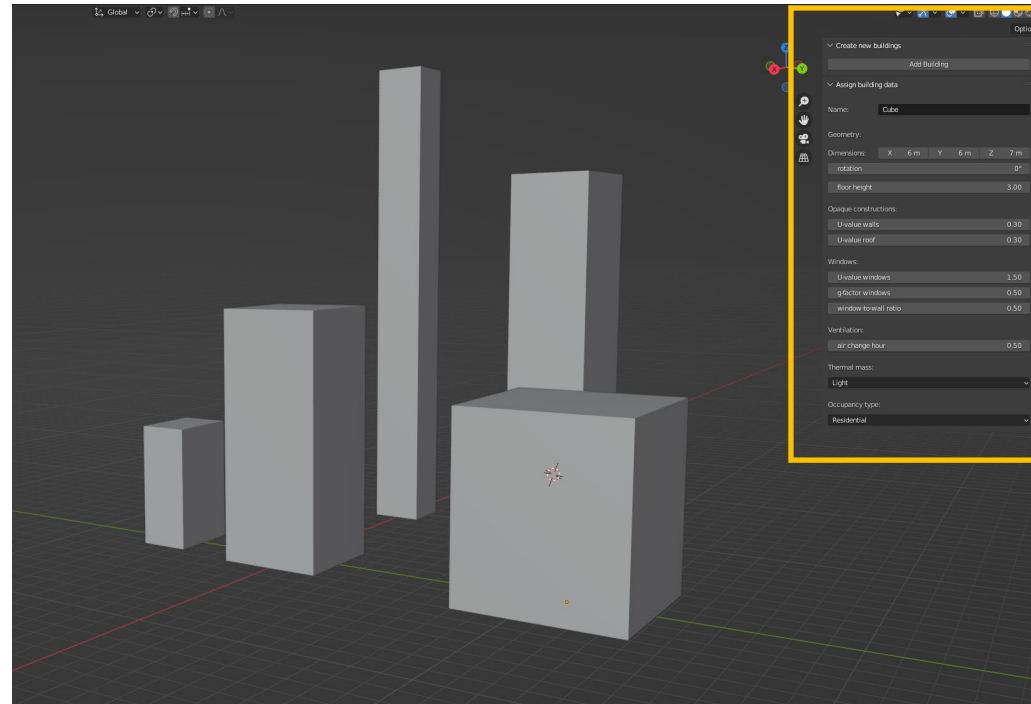 Global
Optio
Create new buildings
Add Building
Assign building data
Name: Cube
Geometry:
Dimensions: X 6 m Y 6 m Z 7 m
rotation 0°
floor height 3.00
Opaque constructions:
U-value walls 0.30
U-value roof 0.30
Windows:
U-value windows 1.50
g-factor windows 0.50
window-to-wall ratio 0.50
Ventilation:
air change hour 0.50
Thermal mass:
Light
Occupancy type:
Residential
Z
X Y